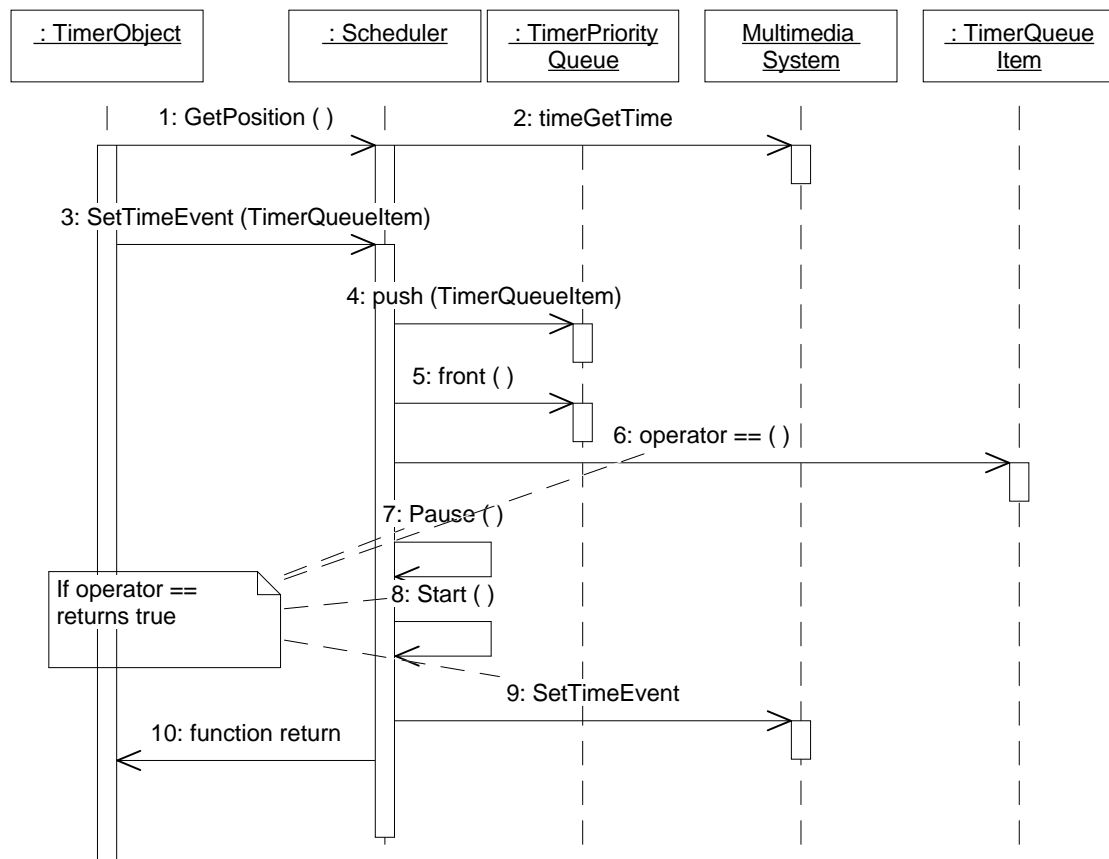 : TimerObject
: Scheduler
: TimerPriority
Queue
Multimedia
System
: TimerQueue
Item
1: GetPosition ( )
2: timeGetTime
3: SetTimeEvent (TimerQueueItem)
4: push (TimerQueueItem)
5: front ( )
6: operator == ( )
7: Pause ( )
If operator ==
returns true
8: Start ( )
9: SetTimeEvent
10: function return